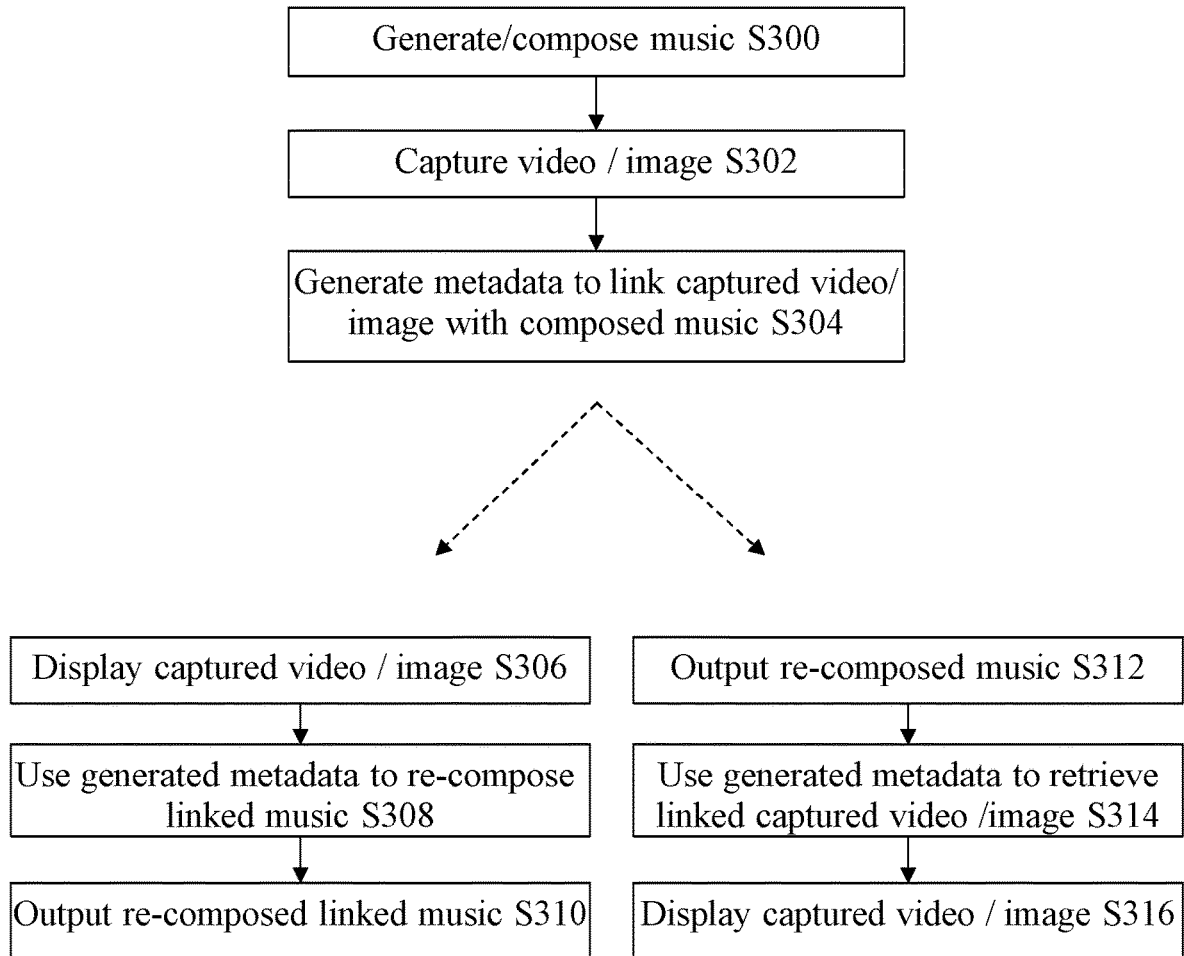 Generate/compose music S300
Capture video / image S302
Generate metadata to link captured video/
image with composed music S304
Display captured video / image S306
Use generated metadata to re-compose
linked music S308
Output re-composed linked music S310
Output re-composed music S312
Use generated metadata to retrieve
linked captured video /image S314
Display captured video / image S316